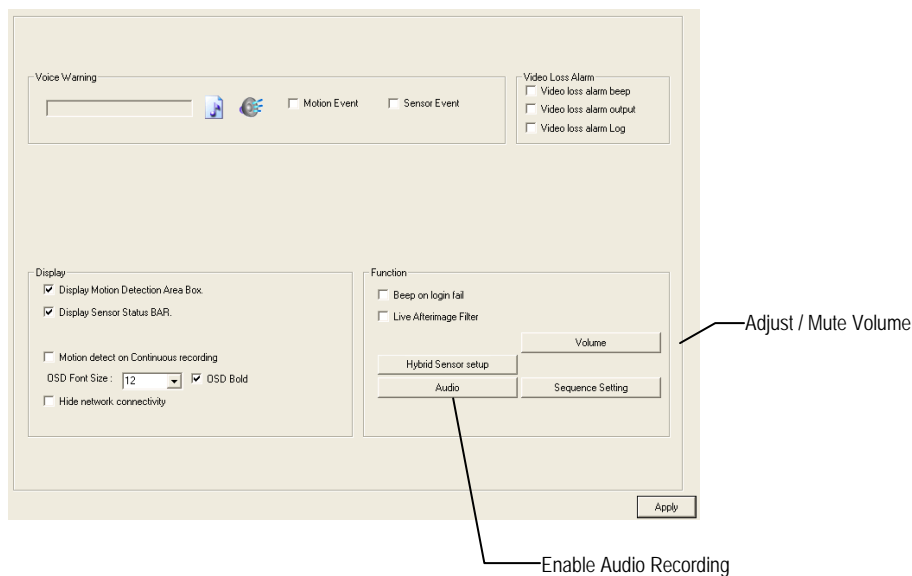 Voice Warning
Motion Event
Sensor Event
Video Loss Alarm
Video loss alarm beep
Video loss alarm output
Video loss alarm Log
Display
Display Motion Detection Area Box.
Display Sensor Status BAR.
Motion detect on Continuous recording
OSD Font Size : 12 OSD Bold
Hide network connectivity
Function
Beep on login fail
Live Afterimage Filter
Volume
Hybrid Sensor setup
Audio
Sequence Setting
Adjust / Mute Volume
Apply
Enable Audio Recording